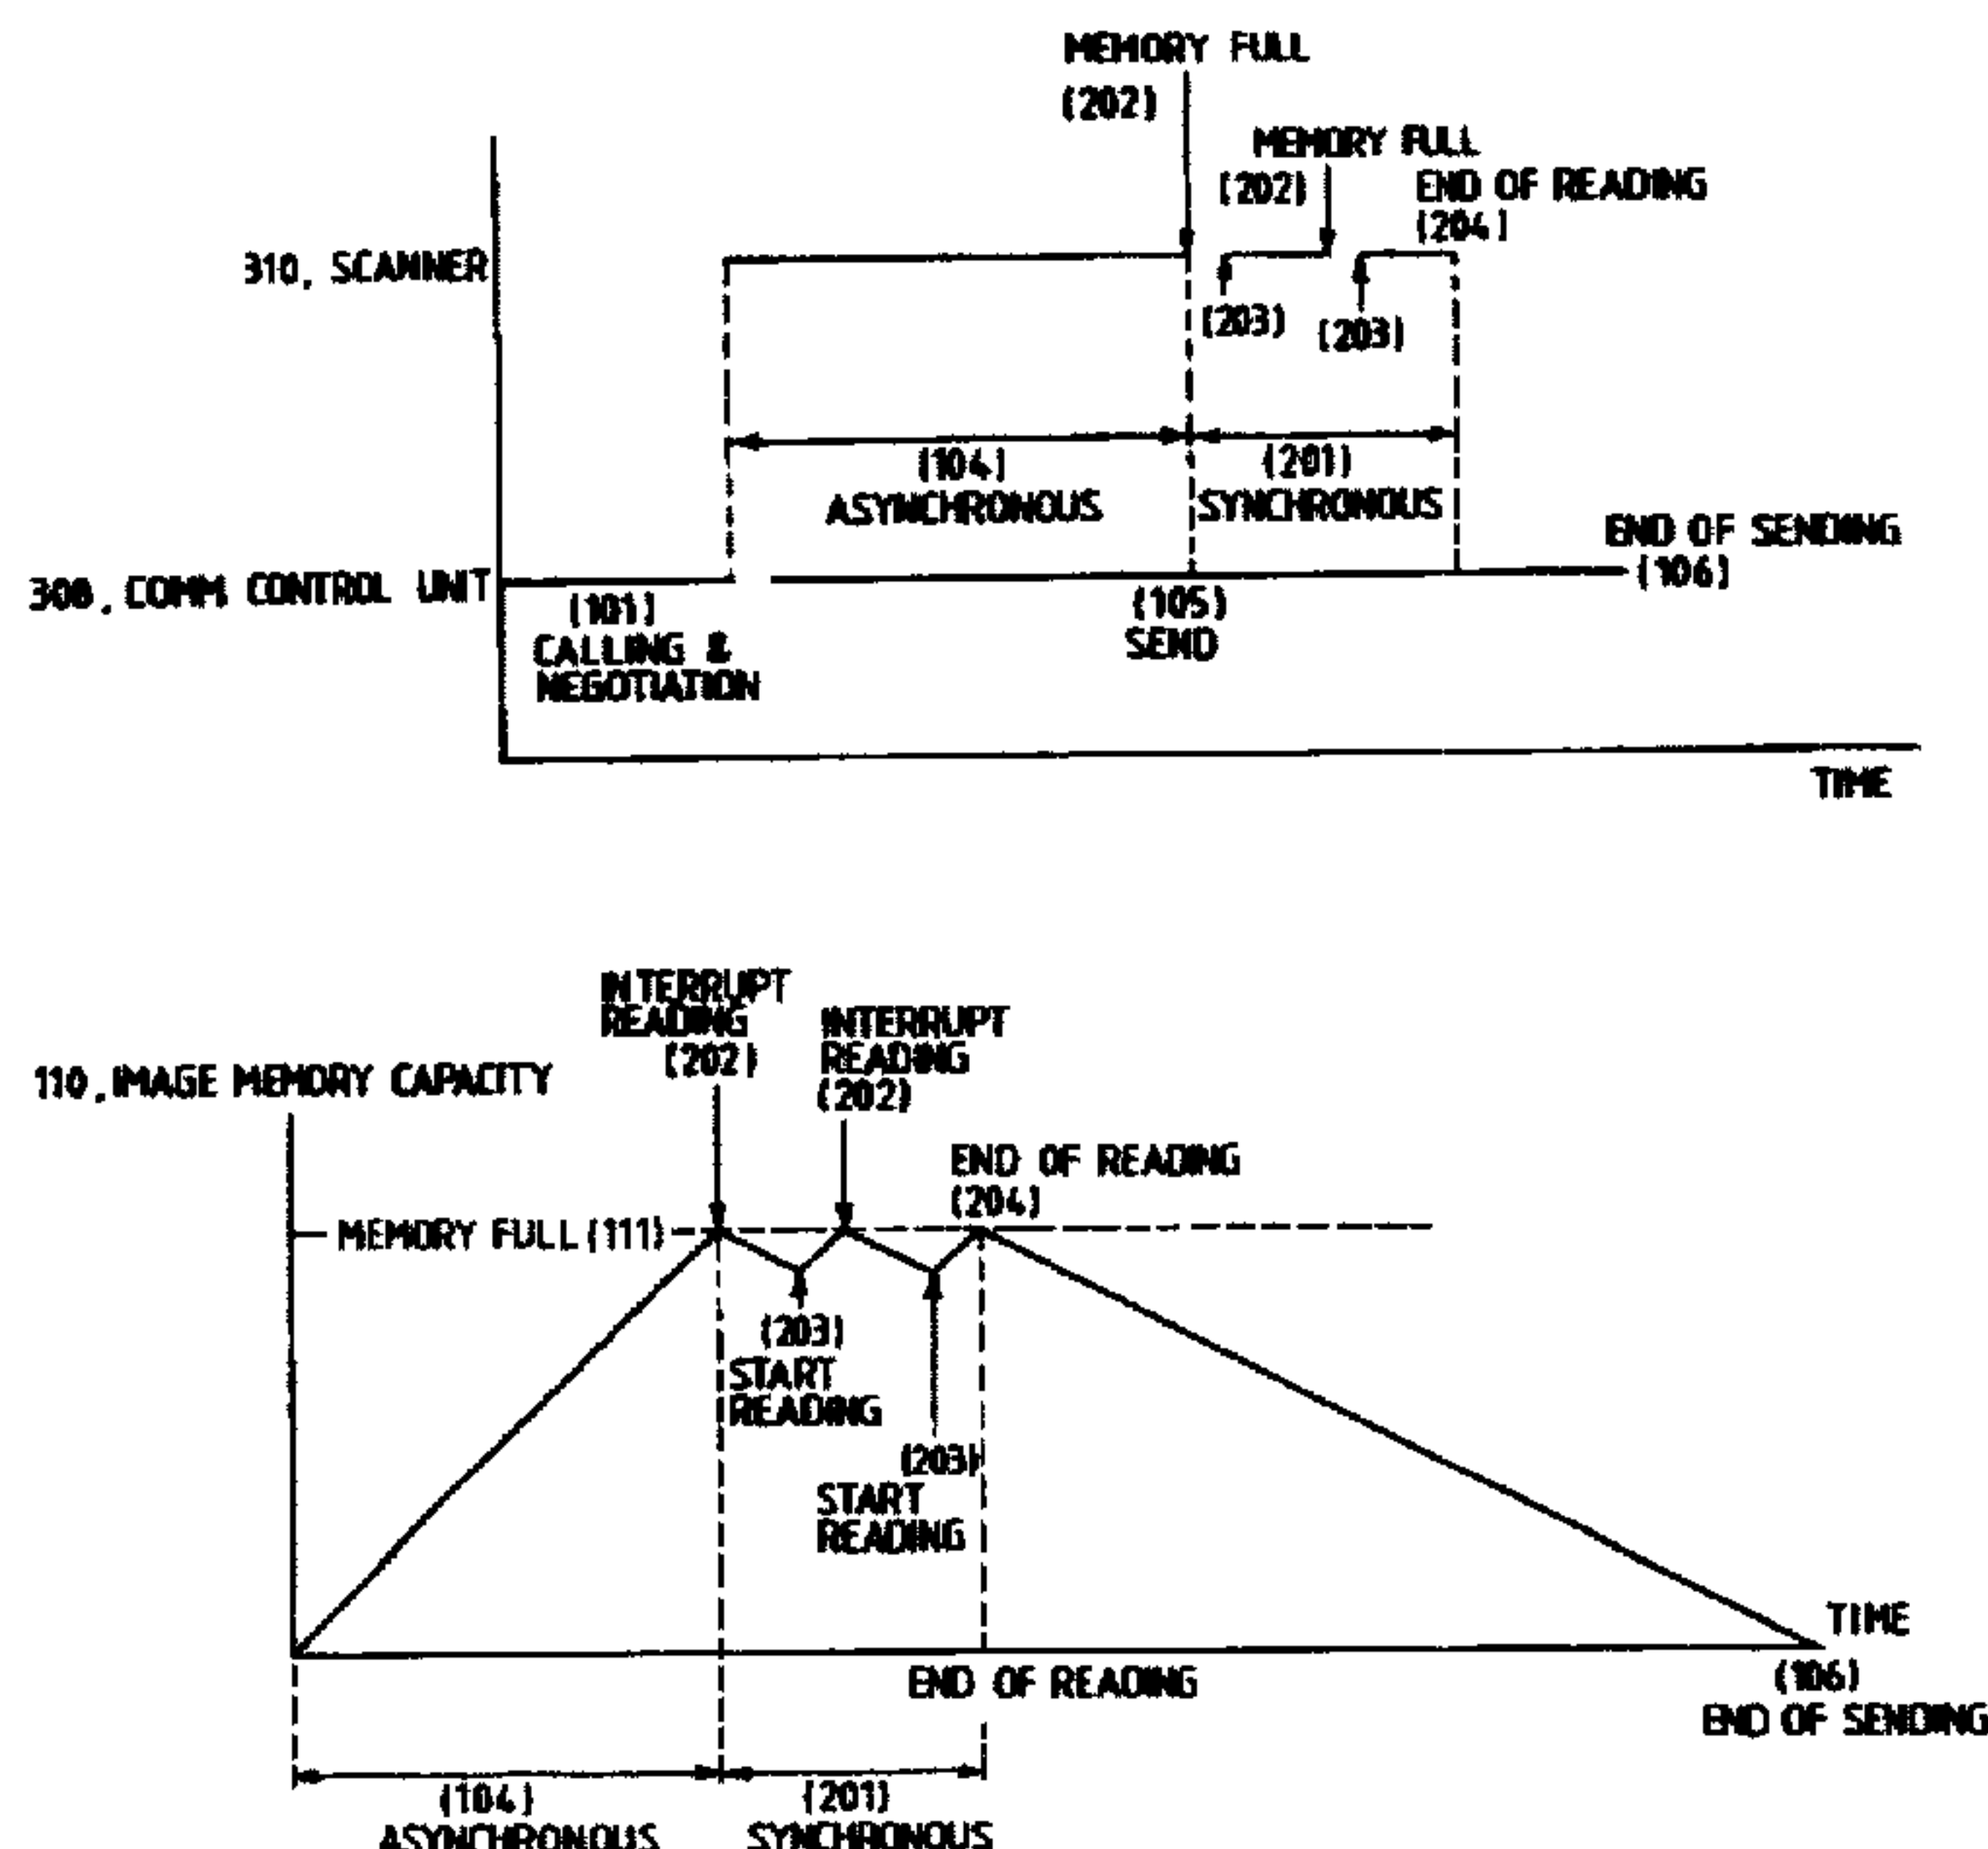 MEMORY FULL
(202)
MEMORY FULL
(202)
END OF READING
(204)
310, SCANNER
(203)
(203)
(104)
ASYNCHRONOUS
(201)
SYNCHRONOUS
END OF SENDING
(106)
300, COMM CONTROL UNIT
(101)
CALLING &
NEGOTIATION
(105)
SEND
TIME
INTERRUPT
READING
(202)
INTERRUPT
READING
(202)
110, IMAGE MEMORY CAPACITY
END OF READING
(204)
MEMORY FULL (111)
(203)
START
READING
(203)
START
READING
TIME
END OF READING
(106)
END OF SENDING
(104)
ASYNCHRONOUS
(201)
SYNCHRONOUS